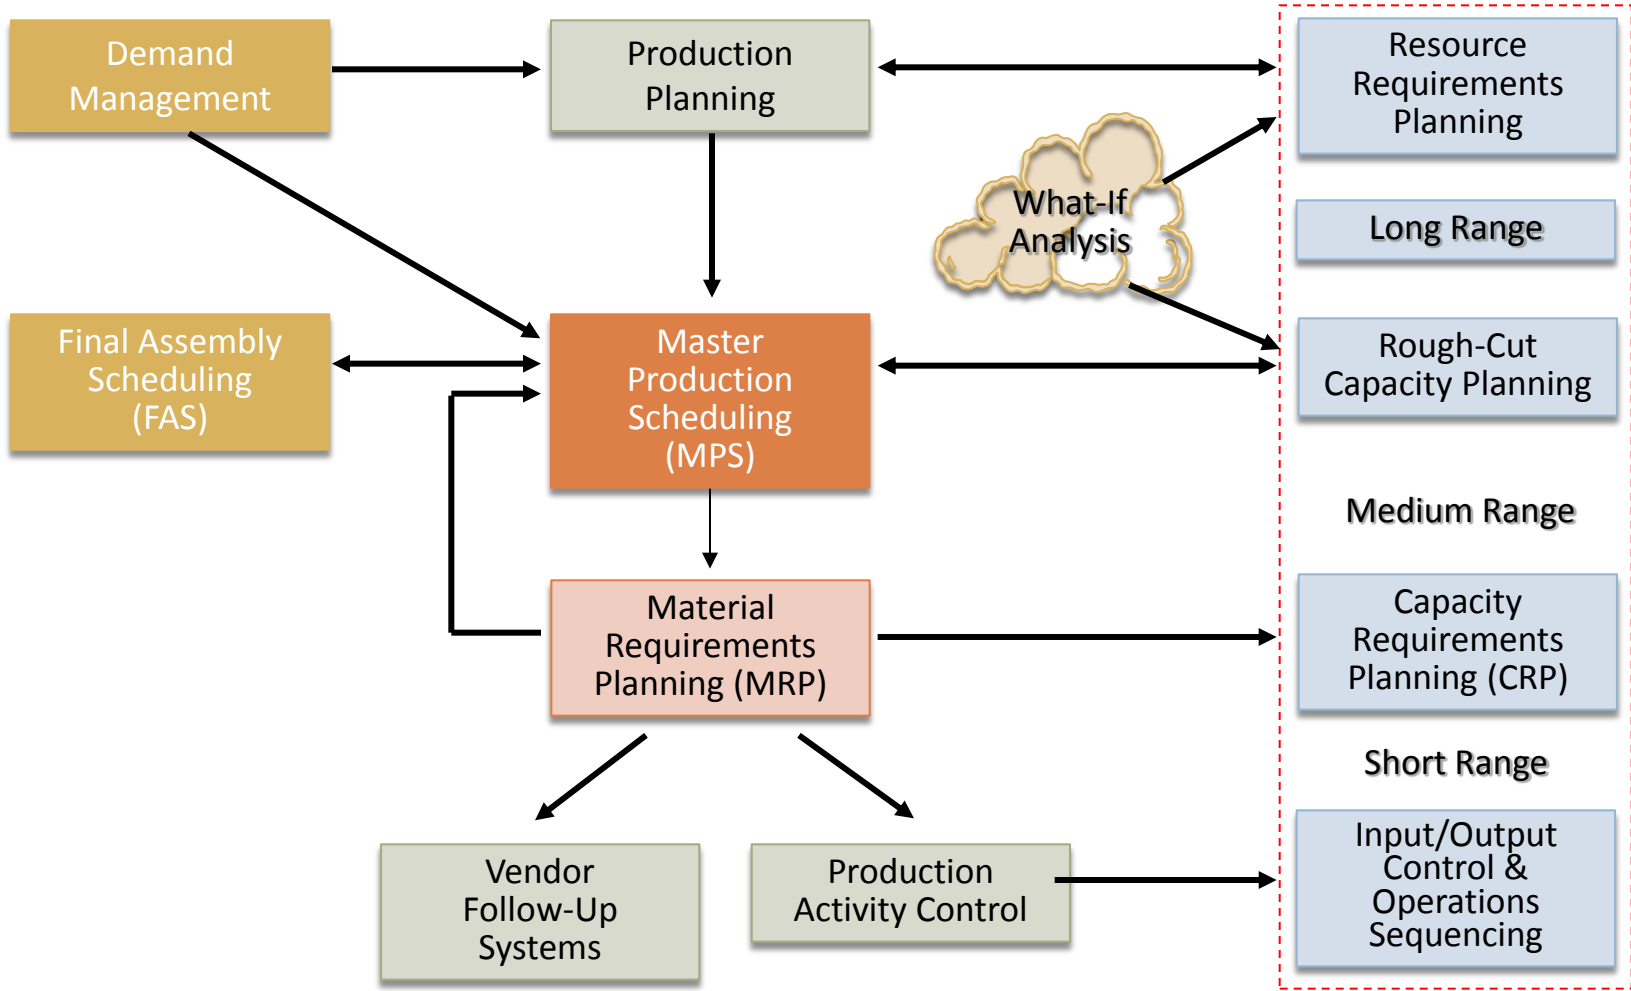 Demand
Management
Production
Planning
Resource
Requirements
Planning
What-If
Analysis
Long Range
Final Assembly
Scheduling
(FAS)
Master
Production
Scheduling
(MPS)
Rough-Cut
Capacity Planning
Medium Range
Material
Requirements
Planning (MRP)
Capacity
Requirements
Planning (CRP)
Short Range
Vendor
Follow-Up
Systems
Production
Activity Control
Input/Output
Control &
Operations
Sequencing